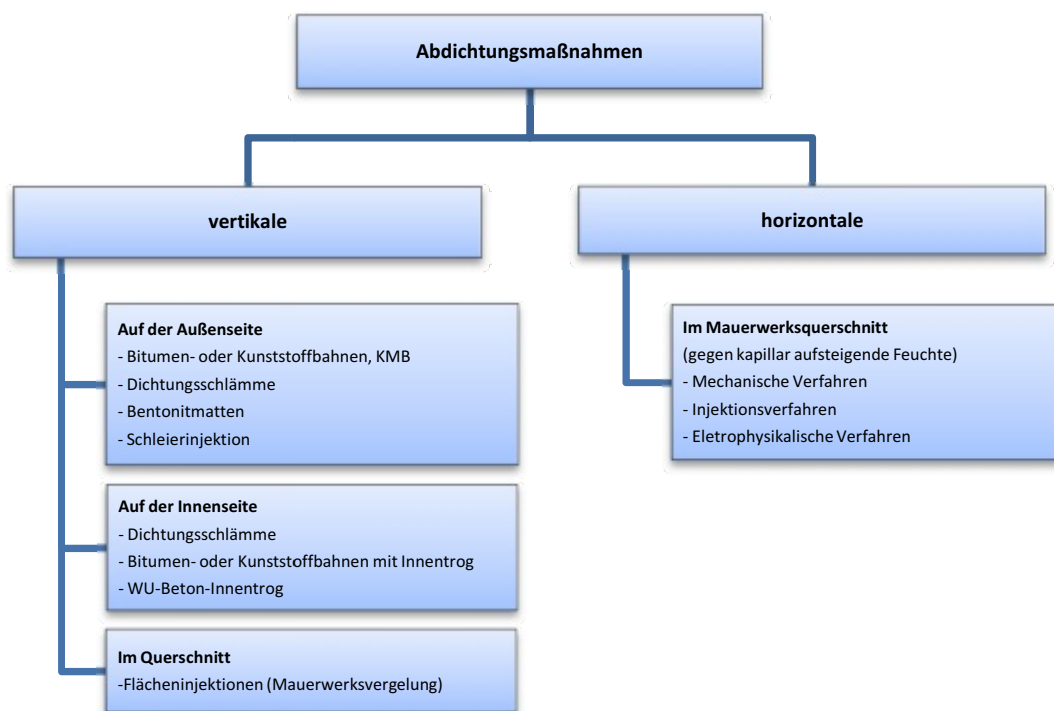 Abdichtungsmaßnahmen
vertikale
Auf der Außenseite
- Bitumen- oder Kunststoffbahnen, KMB
- Dichtungsschlämme
- Bentonitmatten
- Schleierinjektion
Auf der Innenseite
- Dichtungsschlämme
- Bitumen- oder Kunststoffbahnen mit Innentrog
- WU-Beton-Innentrog
Im Querschnitt
-Flächeninjektionen (Mauerwerksvergelung)
horizontale
Im Mauerwerksquerschnitt
(gegen kapillar aufsteigende Feuchte)
- Mechanische Verfahren
- Injektionsverfahren
- Eletrophysikalische Verfahren